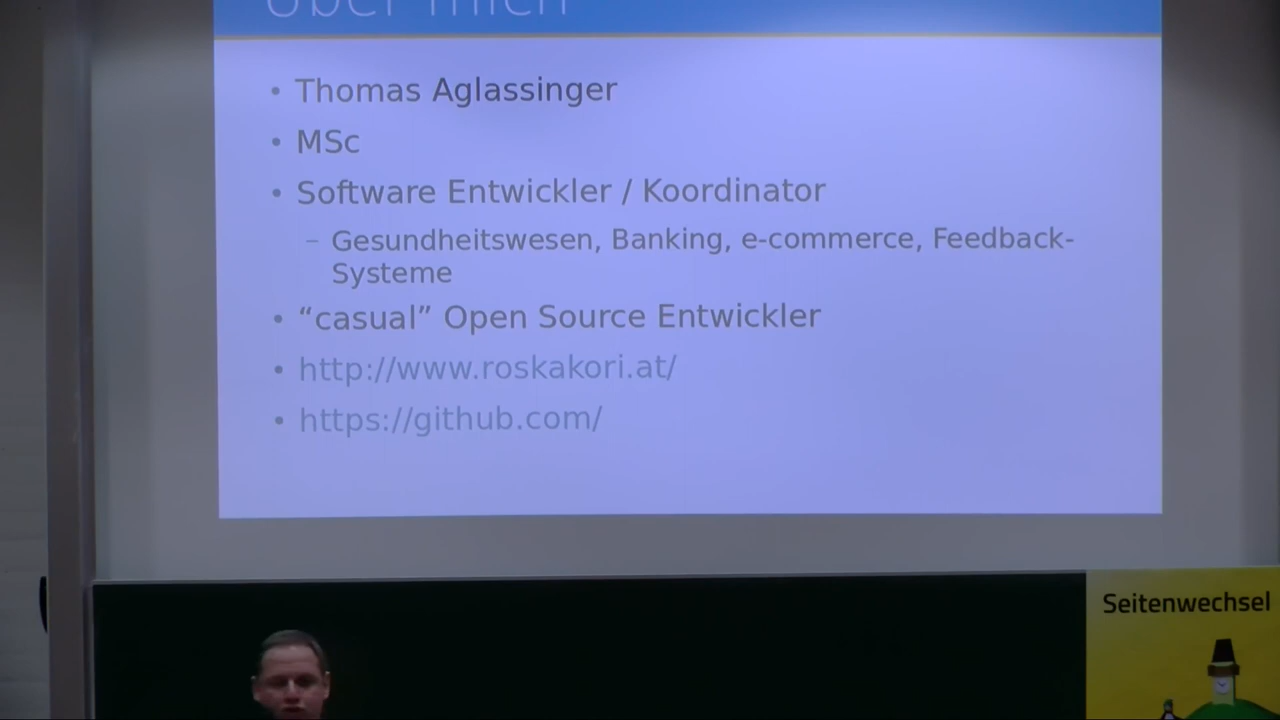 Über mich
• Thomas Aglassinger
• MSc
• Software Entwickler / Koordinator
– Gesundheitswesen, Banking, e-commerce, Feedback-
Systeme
• “casual” Open Source Entwickler
• http://www.roskakori.at/
• https://github.com/
Seitenwechsel